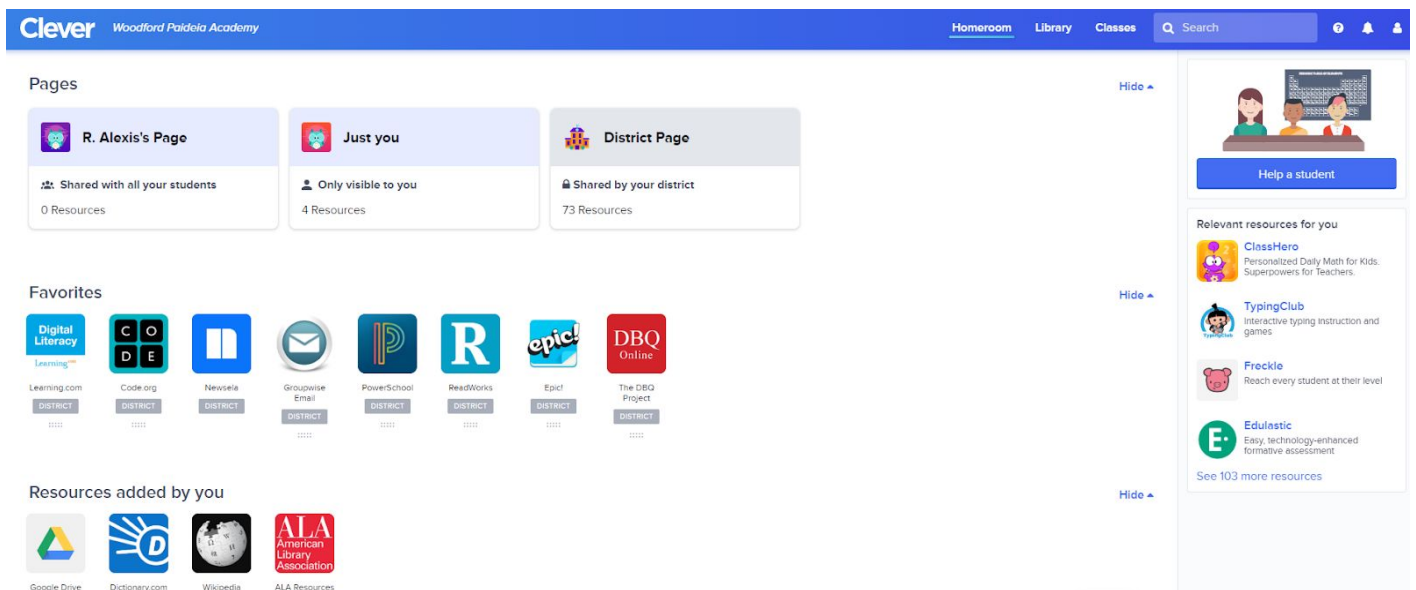 Clever Woodford Paideia Academy Homeroom Library Classes Search
Pages
Hide
R. Alexis's Page
Shared with all your students
0 Resources
Just you
Only visible to you
4 Resources
District Page
Shared by your district
73 Resources
Favorites
Hide
Digital
Literacy
Learning.com
Learning.com
DISTRICT
C O
D E
Code.org
DISTRICT
Newsela
DISTRICT
Groupwise
Email
DISTRICT
PowerSchool
DISTRICT
R
ReadWorks
DISTRICT
epic!
Epic!
DISTRICT
DBQ
Online
The DBQ
Project
DISTRICT
Resources added by you
Hide
Google Drive
D
Dictionary.com
Wikipedia
ALA
American
Library
Association
ALA Resources
Help a student
Relevant resources for you
ClassHero
Personalized Daily Math for Kids.
Superpowers for Teachers.
TypingClub
TypingClub
Interactive typing instruction and
games
Freckle
Reach every student at their level
E
Edulastic
Easy, technology-enhanced
formative assessment
See 103 more resources